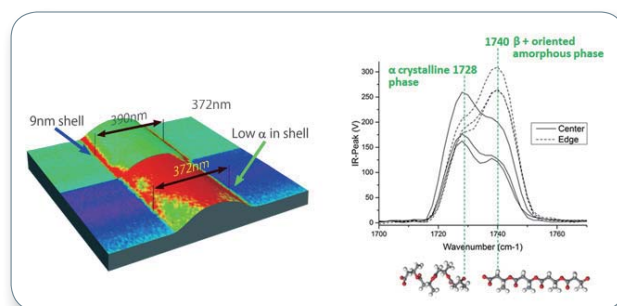 390nm
372nm
9nm shell
Low α in shell
372nm
1740 β + oriented
amorphous phase
α crystalline 1728
phase
IR-Peak (V)
300
250
200
150
100
50
0
Center
Edge
1700
1720
1740
1760
Wavenumber (cm-1)